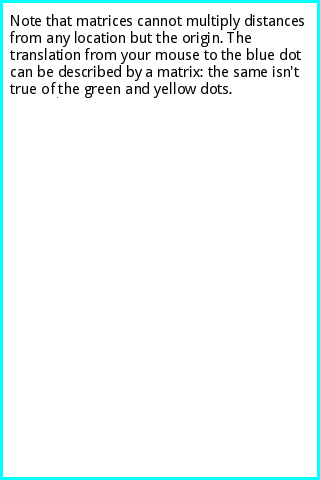 Note that matrices cannot multiply distances
from any location but the origin. The
translation from your mouse to the blue dot
can be described by a matrix: the same isn't
true of the green and yellow dots.